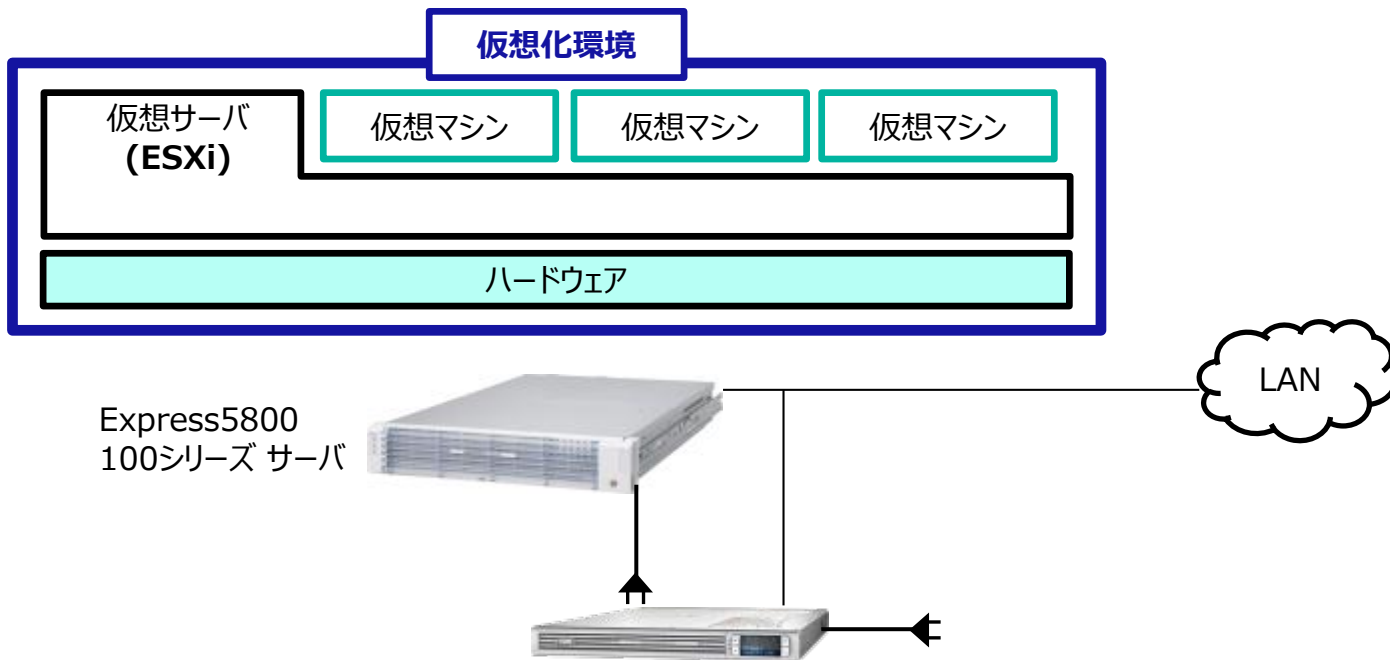 仮想化環境
仮想サーバ
(ESXi)
仮想マシン
仮想マシン
仮想マシン
ハードウェア
LAN
Express5800
100シリーズ サーバ